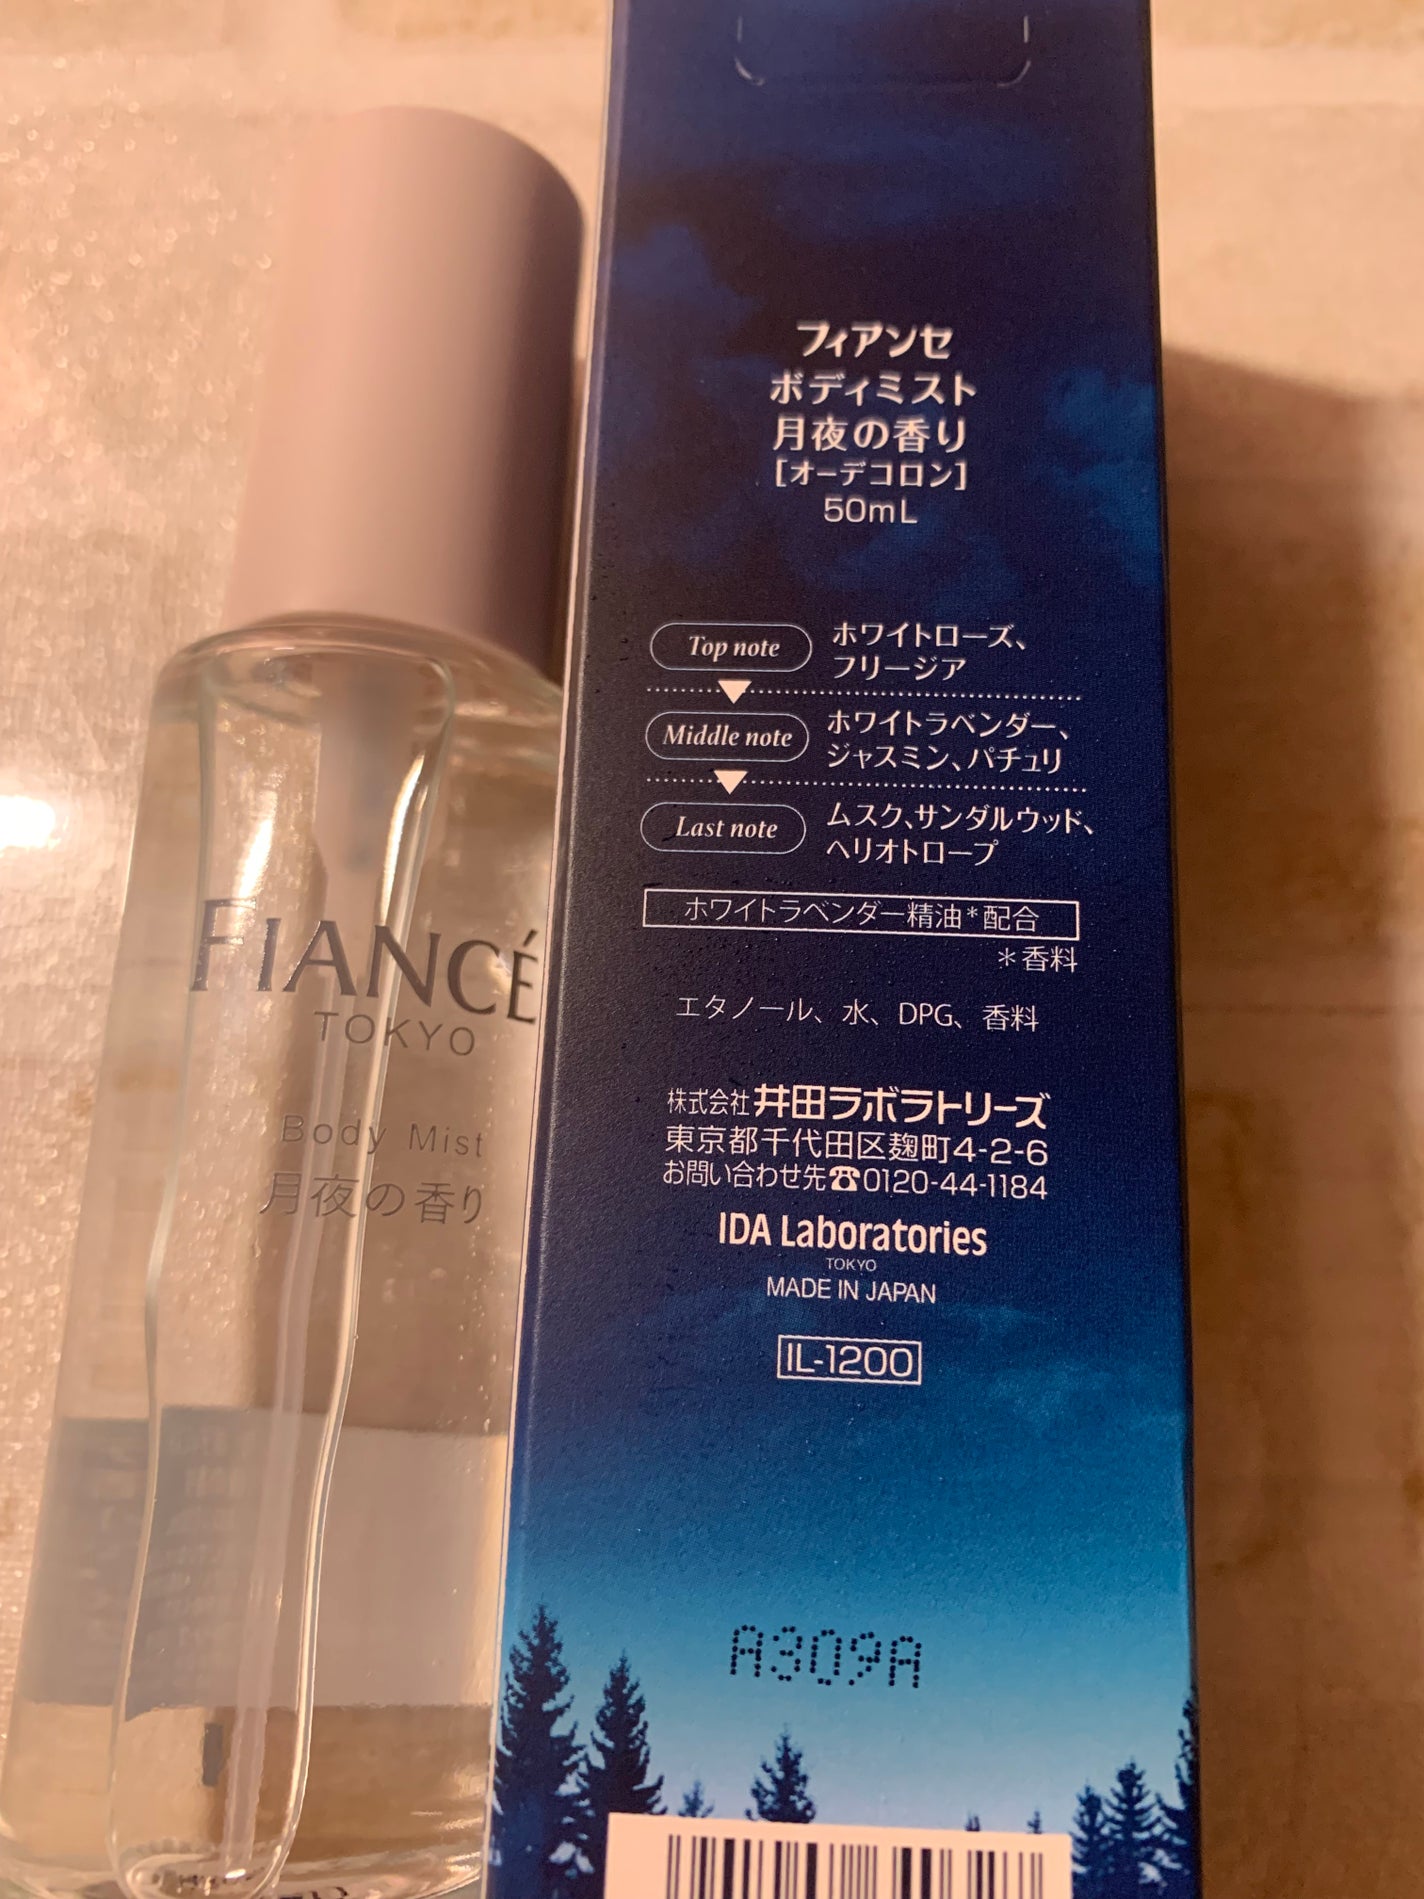 FIANCÉ
TOKYO
Body Mist
月夜の香り
フィアンセ
ボディミスト
月夜の香り
[オーデコロン]
50mL
Top note
ホワイトローズ、
フリージア
Middle note
ホワイトラベンダー、
ジャスミン、パチュリ
Last note
ムスク、サンダルウッド、
ヘリオトロープ
ホワイトラベンダー精油*配合
*香料
エタノール、水、DPG、香料
株式会社 井田ラボラトリーズ
東京都千代田区麹町4-2-6
お問い合わせ先☎0120-44-1184
IDA Laboratories
TOKYO
MADE IN JAPAN
IL-1200
A309A